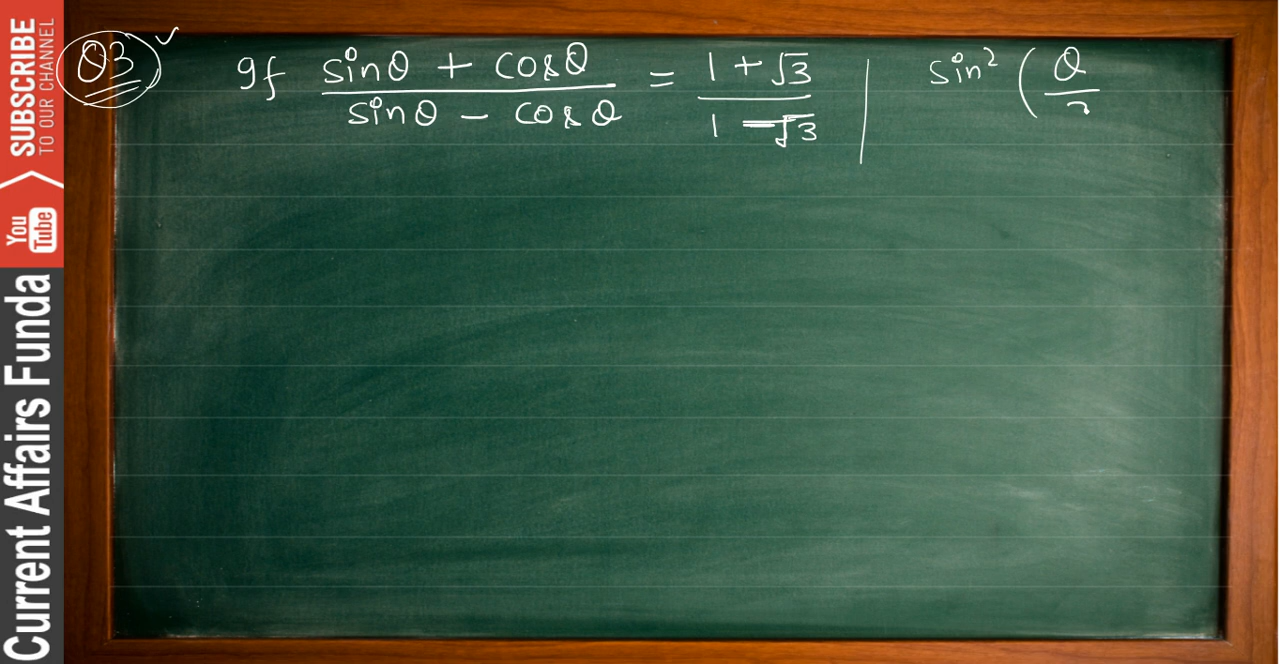 SUBSCRIBE
TO OUR CHANNEL
You Tube
Current Affairs Funda
Q3
If sinθ + cosθ / sinθ − cosθ = 1 + √3 / 1 − √3 | sin² (θ/2